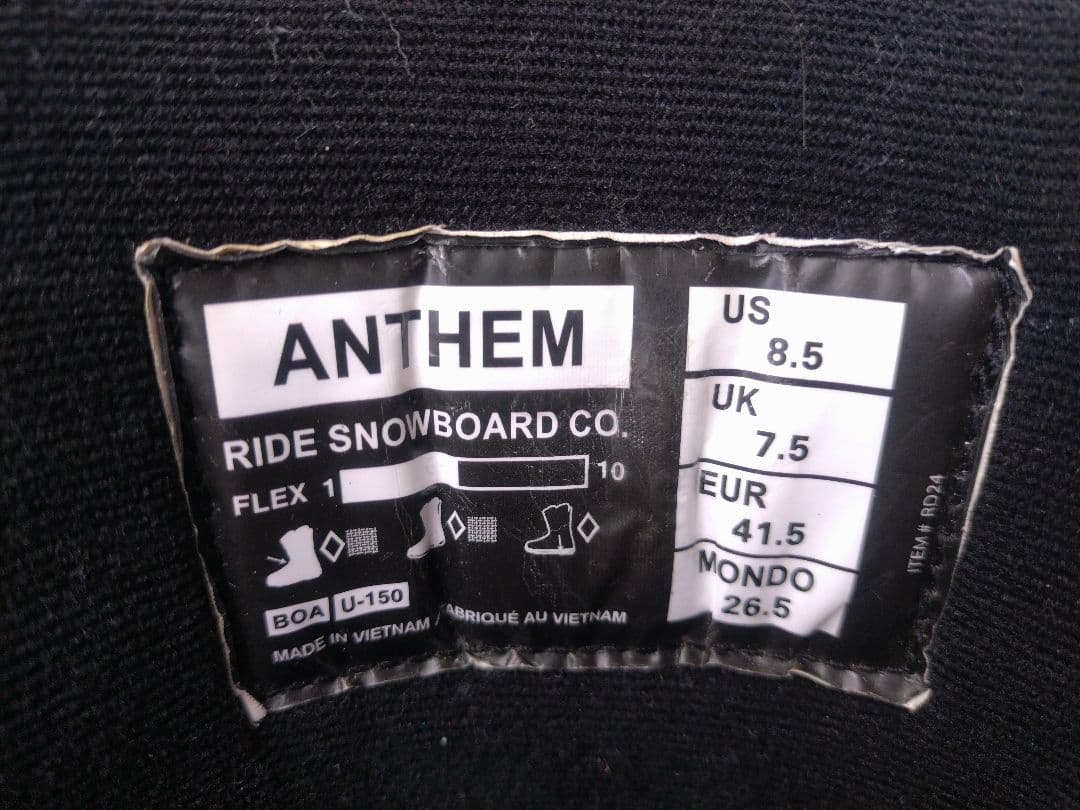 ANTHEM
RIDE SNOWBOARD CO.
FLEX 1 10
BOA U-150
MADE IN VIETNAM / FABRIQUÉ AU VIETNAM
US
8.5
UK
7.5
EUR
41.5
MONDO
26.5
ITEM# RD24